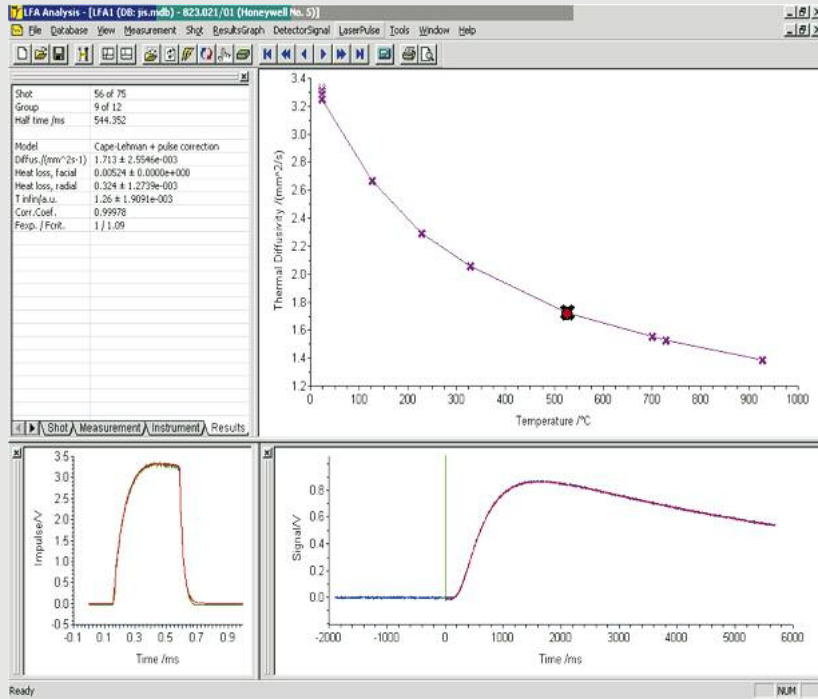 LFA Analysis - [LFA1 (DB: jis.mdb) - 823.021/01 (Honeywell No. 5)]
File Database View Measurement Shot ResultsGraph DetectorSignal LaserPulse Tools Window Help
Shot 56 of 75
Group 9 of 12
Half time /ms 544.352
Model Cape-Lehman + pulse correction
Diffus./(mm^2s-1) 1.713 ± 2.5546e-003
Heat loss, facial 0.00524 ± 0.0000e+000
Heat loss, radial 0.324 ± 1.2739e-003
T infin/a.u. 1.26 ± 1.9091e-003
Corr.Coef. 0.99978
Fexp. / Fcrit. 1 / 1.09
Shot Measurement Instrument Results
Thermal Diffusivity /(mm^2/s)
3.4
3.2
3.0
2.8
2.6
2.4
2.2
2.0
1.8
1.6
1.4
1.2
0 100 200 300 400 500 600 700 800 900 1000
Temperature /°C
Impulse/V
3.5
3.0
2.5
2.0
1.5
1.0
0.5
0.0
-0.5
-0.1 0.1 0.3 0.5 0.7 0.9
Time /ms
Signal/V
0.8
0.6
0.4
0.2
0.0
-2000 -1000 0 1000 2000 3000 4000 5000 6000
Time /ms
Ready NUM